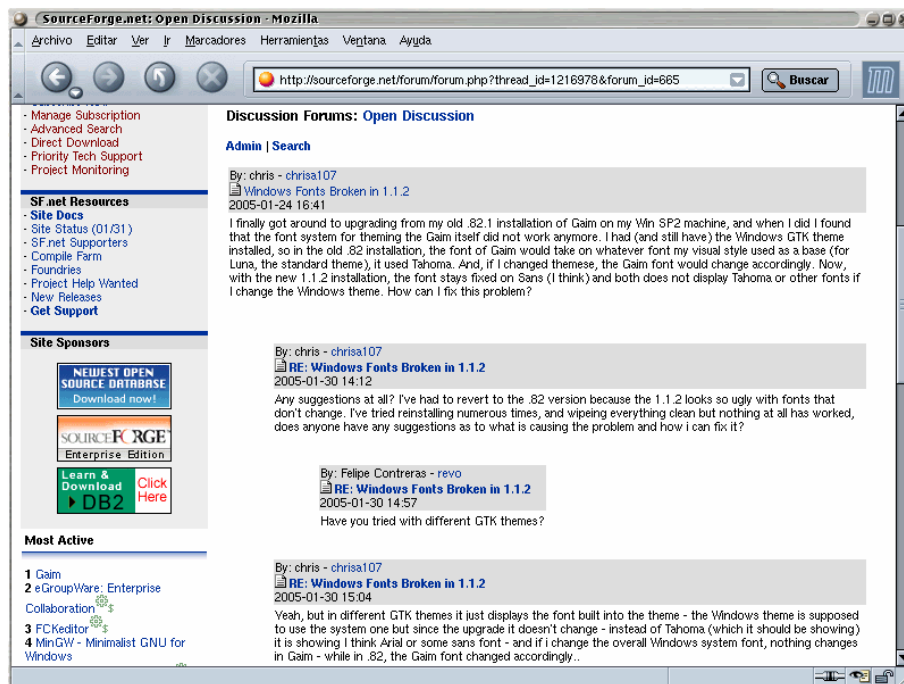 SourceForge.net: Open Discussion - Mozilla
Archivo Editar Ver Ir Marcadores Herramientas Ventana Ayuda
http://sourceforge.net/forum/forum.php?thread_id=1216978&forum_id=665
Buscar
- Manage Subscription
- Advanced Search
- Direct Download
- Priority Tech Support
- Project Monitoring
SF.net Resources
- Site Docs
- Site Status (01/31)
- SF.net Supporters
- Compile Farm
- Foundries
- Project Help Wanted
- New Releases
- Get Support
Site Sponsors
NEWEST OPEN
SOURCE DATABASE
Download now!
SOURCEFORGE
Enterprise Edition
Learn &
Download
DB2
Click
Here
Most Active
1 Gaim
2 eGroupWare: Enterprise
Collaboration $
3 FCKeditor $
4 MinGW - Minimalist GNU for
Windows
Discussion Forums: Open Discussion
Admin | Search
By: chris - chrisa107
Windows Fonts Broken in 1.1.2
2005-01-24 16:41
I finally got around to upgrading from my old .82.1 installation of Gaim on my Win SP2 machine, and when I did I found
that the font system for theming the Gaim itself did not work anymore. I had (and still have) the Windows GTK theme
installed, so in the old .82 installation, the font of Gaim would take on whatever font my visual style used as a base (for
Luna, the standard theme), it used Tahoma. And, if I changed themese, the Gaim font would change accordingly. Now,
with the new 1.1.2 installation, the font stays fixed on Sans (I think) and both does not display Tahoma or other fonts if
I change the Windows theme. How can I fix this problem?
By: chris - chrisa107
RE: Windows Fonts Broken in 1.1.2
2005-01-30 14:12
Any suggestions at all? I've had to revert to the .82 version because the 1.1.2 looks so ugly with fonts that
don't change. I've tried reinstalling numerous times, and wipeing everything clean but nothing at all has worked,
does anyone have any suggestions as to what is causing the problem and how i can fix it?
By: Felipe Contreras - revo
RE: Windows Fonts Broken in 1.1.2
2005-01-30 14:57
Have you tried with different GTK themes?
By: chris - chrisa107
RE: Windows Fonts Broken in 1.1.2
2005-01-30 15:04
Yeah, but in different GTK themes it just displays the font built into the theme - the Windows theme is supposed
to use the system one but since the upgrade it doesn't change - instead of Tahoma (which it should be showing)
it is showing I think Arial or some sans font - and if i change the overall Windows system font, nothing changes
in Gaim - while in .82, the Gaim font changed accordingly..